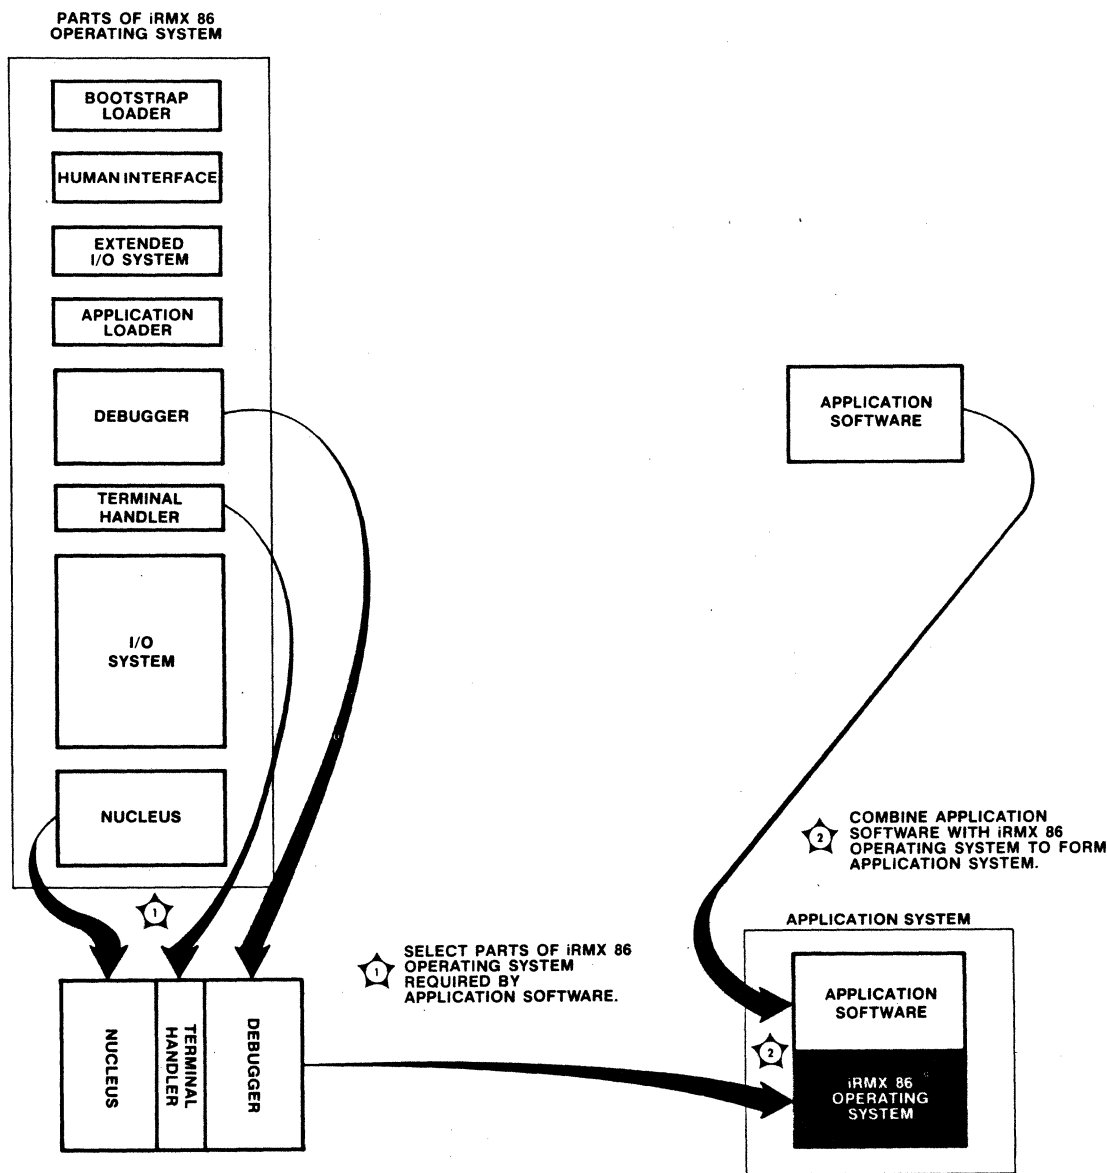 PARTS OF iRMX 86
OPERATING SYSTEM
BOOTSTRAP
LOADER
HUMAN INTERFACE
EXTENDED
I/O SYSTEM
APPLICATION
LOADER
DEBUGGER
TERMINAL
HANDLER
I/O
SYSTEM
NUCLEUS
APPLICATION
SOFTWARE
2
COMBINE APPLICATION
SOFTWARE WITH iRMX 86
OPERATING SYSTEM TO FORM
APPLICATION SYSTEM.
1
1
SELECT PARTS OF iRMX 86
OPERATING SYSTEM
REQUIRED BY
APPLICATION SOFTWARE.
NUCLEUS
TERMINAL
HANDLER
DEBUGGER
APPLICATION SYSTEM
APPLICATION
SOFTWARE
2
iRMX 86
OPERATING
SYSTEM